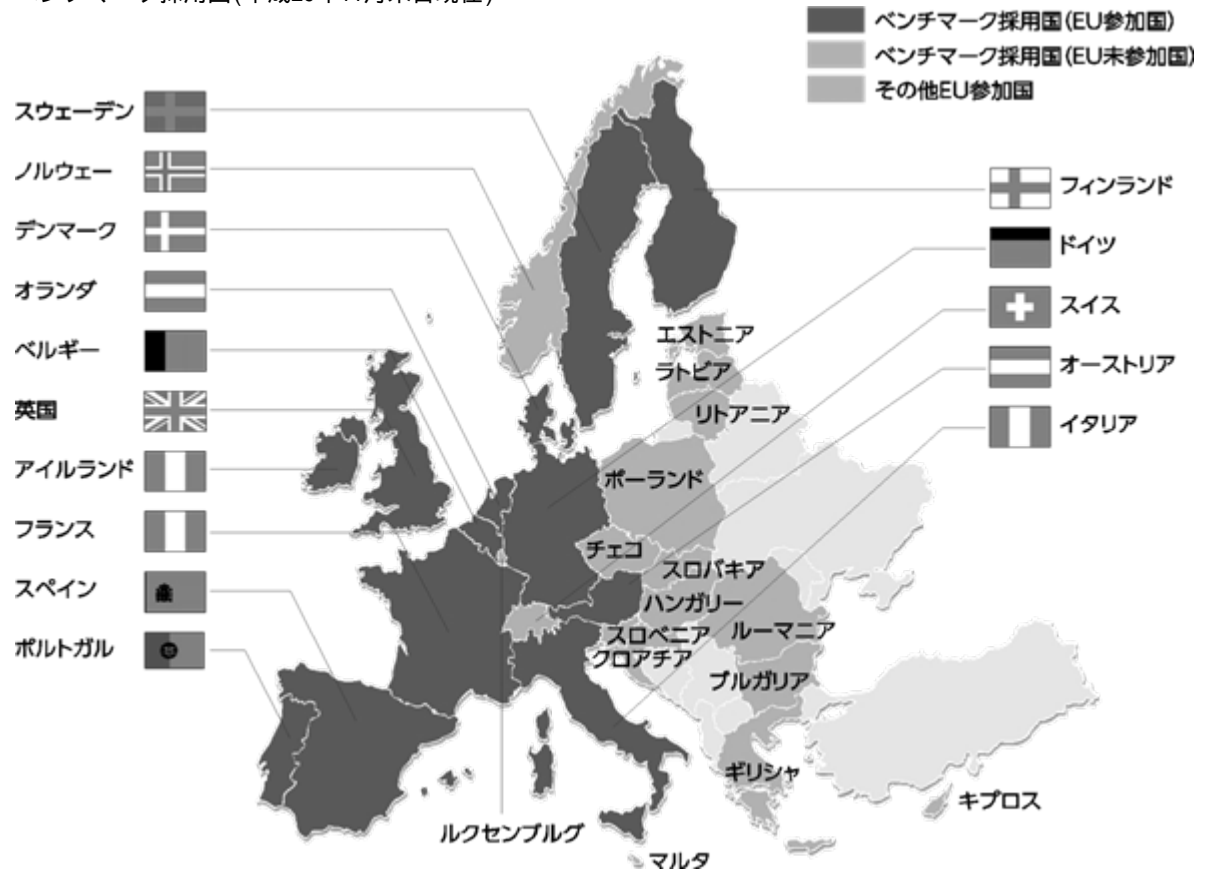 ベンチマーク採用国(EU参加国)
ベンチマーク採用国(EU未参加国)
その他EU参加国
スウェーデン
ノルウェー
デンマーク
オランダ
ベルギー
英国
アイルランド
フランス
スペイン
ポルトガル
フィンランド
ドイツ
スイス
オーストリア
イタリア
エストニア
ラトビア
リトアニア
ポーランド
チェコ
スロバキア
ハンガリー
スロベニア
ルーマニア
クロアチア
ブルガリア
ギリシャ
キプロス
ルクセンブルグ
マルタ